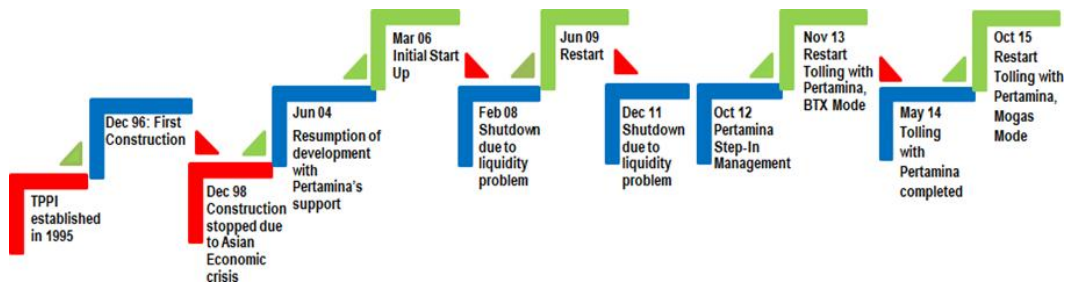 TPPI
established
in 1995
Dec 96: First
Construction
Dec 98
Construction
stopped due
to Asian
Economic
crisis
Jun 04
Resumption of
development
with
Pertamina's
support
Mar 06
Initial Start
Up
Feb 08
Shutdown
due to
liquidity
problem
Jun 09
Restart
Dec 11
Shutdown
due to
liquidity
problem
Oct 12
Pertamina
Step-In
Management
Nov 13
Restart
Tolling with
Pertamina,
BTX Mode
May 14
Tolling
with
Pertamina
completed
Oct 15
Restart
Tolling with
Pertamina,
Mogas
Mode